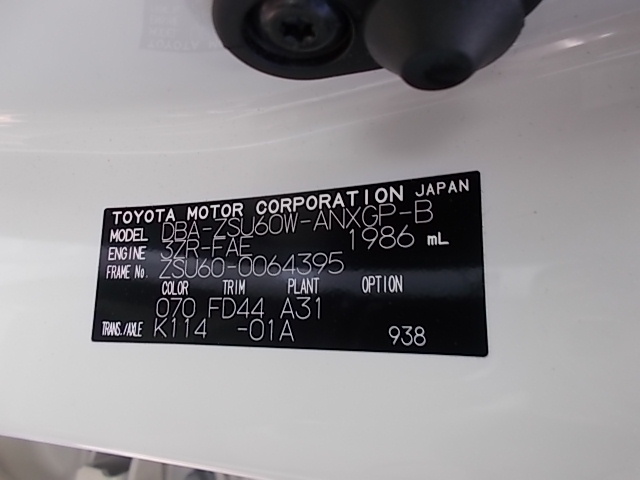 TOYOTA MOTOR CORPORATION JAPAN
MODEL DBA-ZSU60W-ANXGP-B
ENGINE 3ZR-FAE 1986 mL
FRAME No. ZSU60-0064395
COLOR TRIM PLANT OPTION
070 FD44 A31
TRANS./AXLE K114 -01A 938